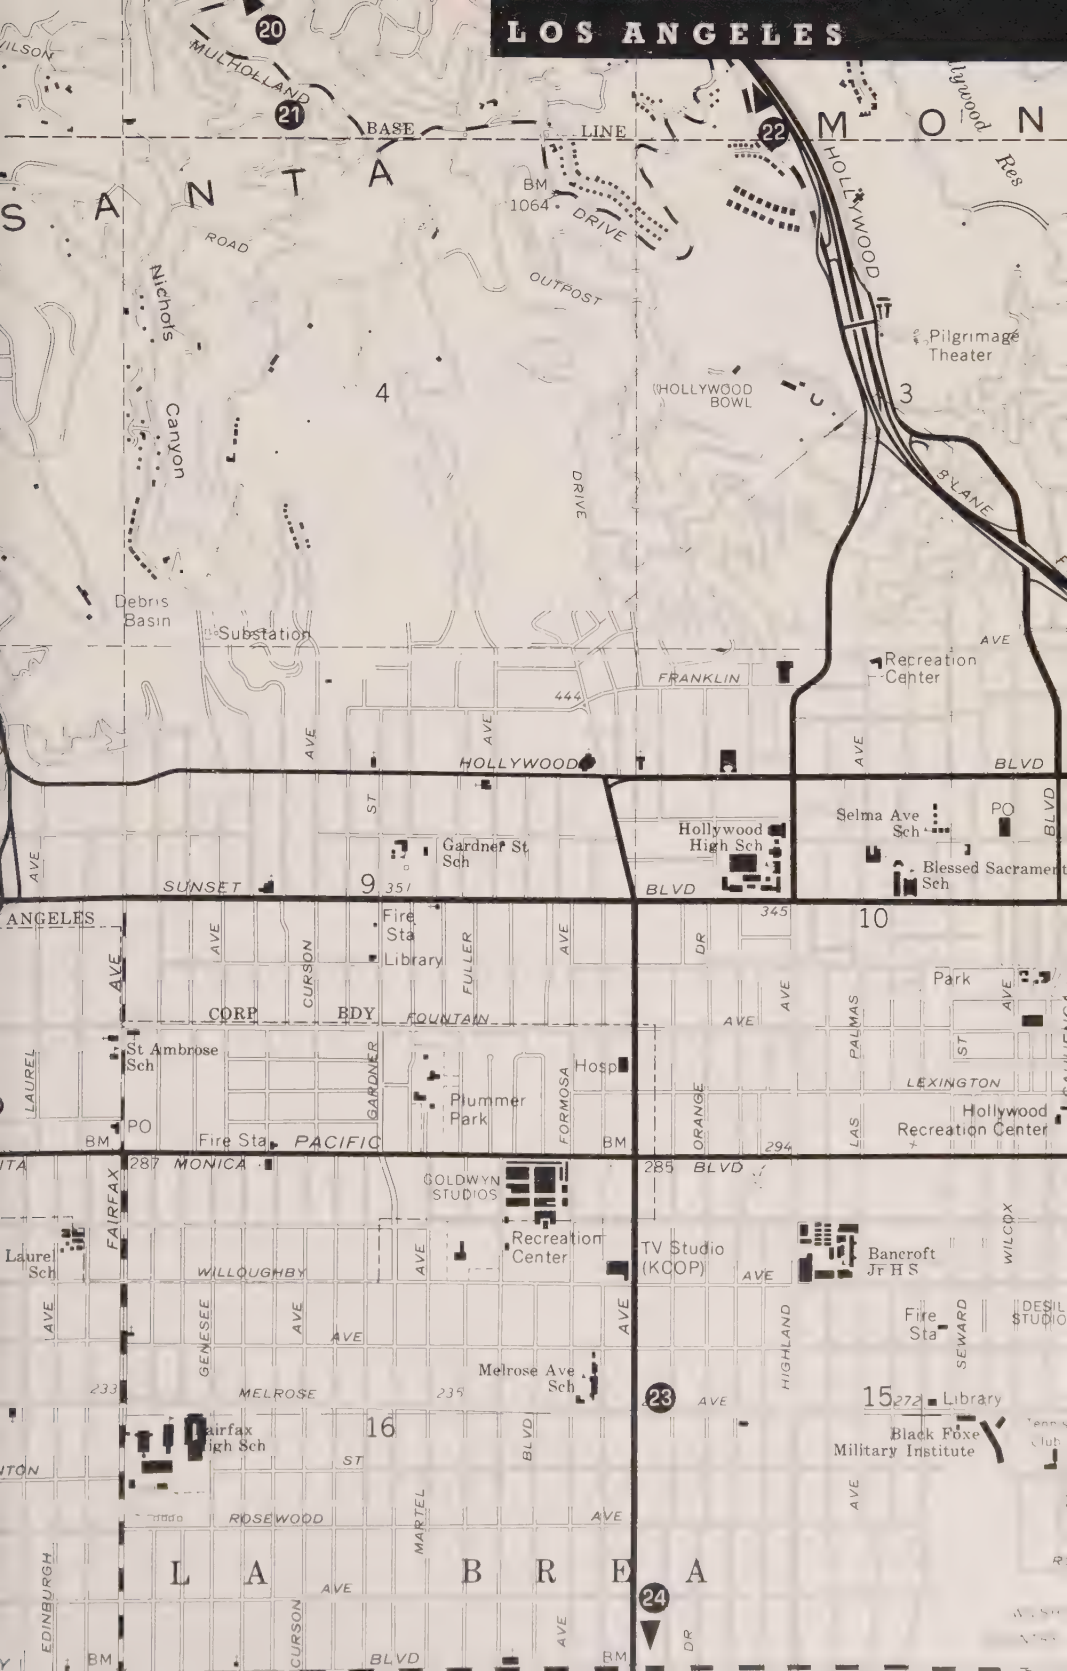 LOS ANGELES
20
WILSON
MULHOLLAND
21
BASE
LINE
22
M O N
HOLLYWOOD
Res
S A N T A
BM
1064
DRIVE
ROAD
OUTPOST
Nichols
Canyon
Pilgrimage
Theater
4
HOLLYWOOD
BOWL
3
DRIVE
Debris
Basin
Substation
AVE
Recreation
Center
FRANKLIN
444
AVE
AVE
AVE
HOLLYWOOD
BLVD
ST
BLVD
Selma Ave
Sch
PO
Hollywood
High Sch
Gardner St
Sch
AVE
Blessed Sacrament
Sch
SUNSET
9
351
BLVD
ANGELES
345
10
Fire
Sta
Library
AVE
AVE
CURSON
FULLER
AVE
DR
AVE
Park
AVE
CORP
BDY
FOUNTAIN
AVE
PALMAS
ST
St Ambrose
Sch
LAUREL
GARDNER
Hosp
FORMOSA
LEXINGTON
Plummer
Park
ORANGE
Hollywood
Recreation Center
PO
BM
Fire Sta
PACIFIC
BM
294
LAS
287
MONICA
285
BLVD
GOLDWYN
STUDIOS
FAIRFAX
WILCOX
Recreation
Center
TV Studio
(KCOP)
Laurel
Sch
AVE
Bancroft
Jr H S
WILLOUGHBY
AVE
AVE
GENESEE
AVE
AVE
AVE
HIGHLAND
Fire
Sta
SEWARD
DESIL
STUDIO
Melrose Ave
Sch
233
MELROSE
235
23
AVE
15
272
Library
16
Fairfax
High Sch
BLVD
Black Foxe
Military Institute
ST
AVE
ROSEWOOD
MARTEL
AVE
L A B R E A
EDINBURGH
AVE
24
CURSON
AVE
DR
BM
BLVD
BM